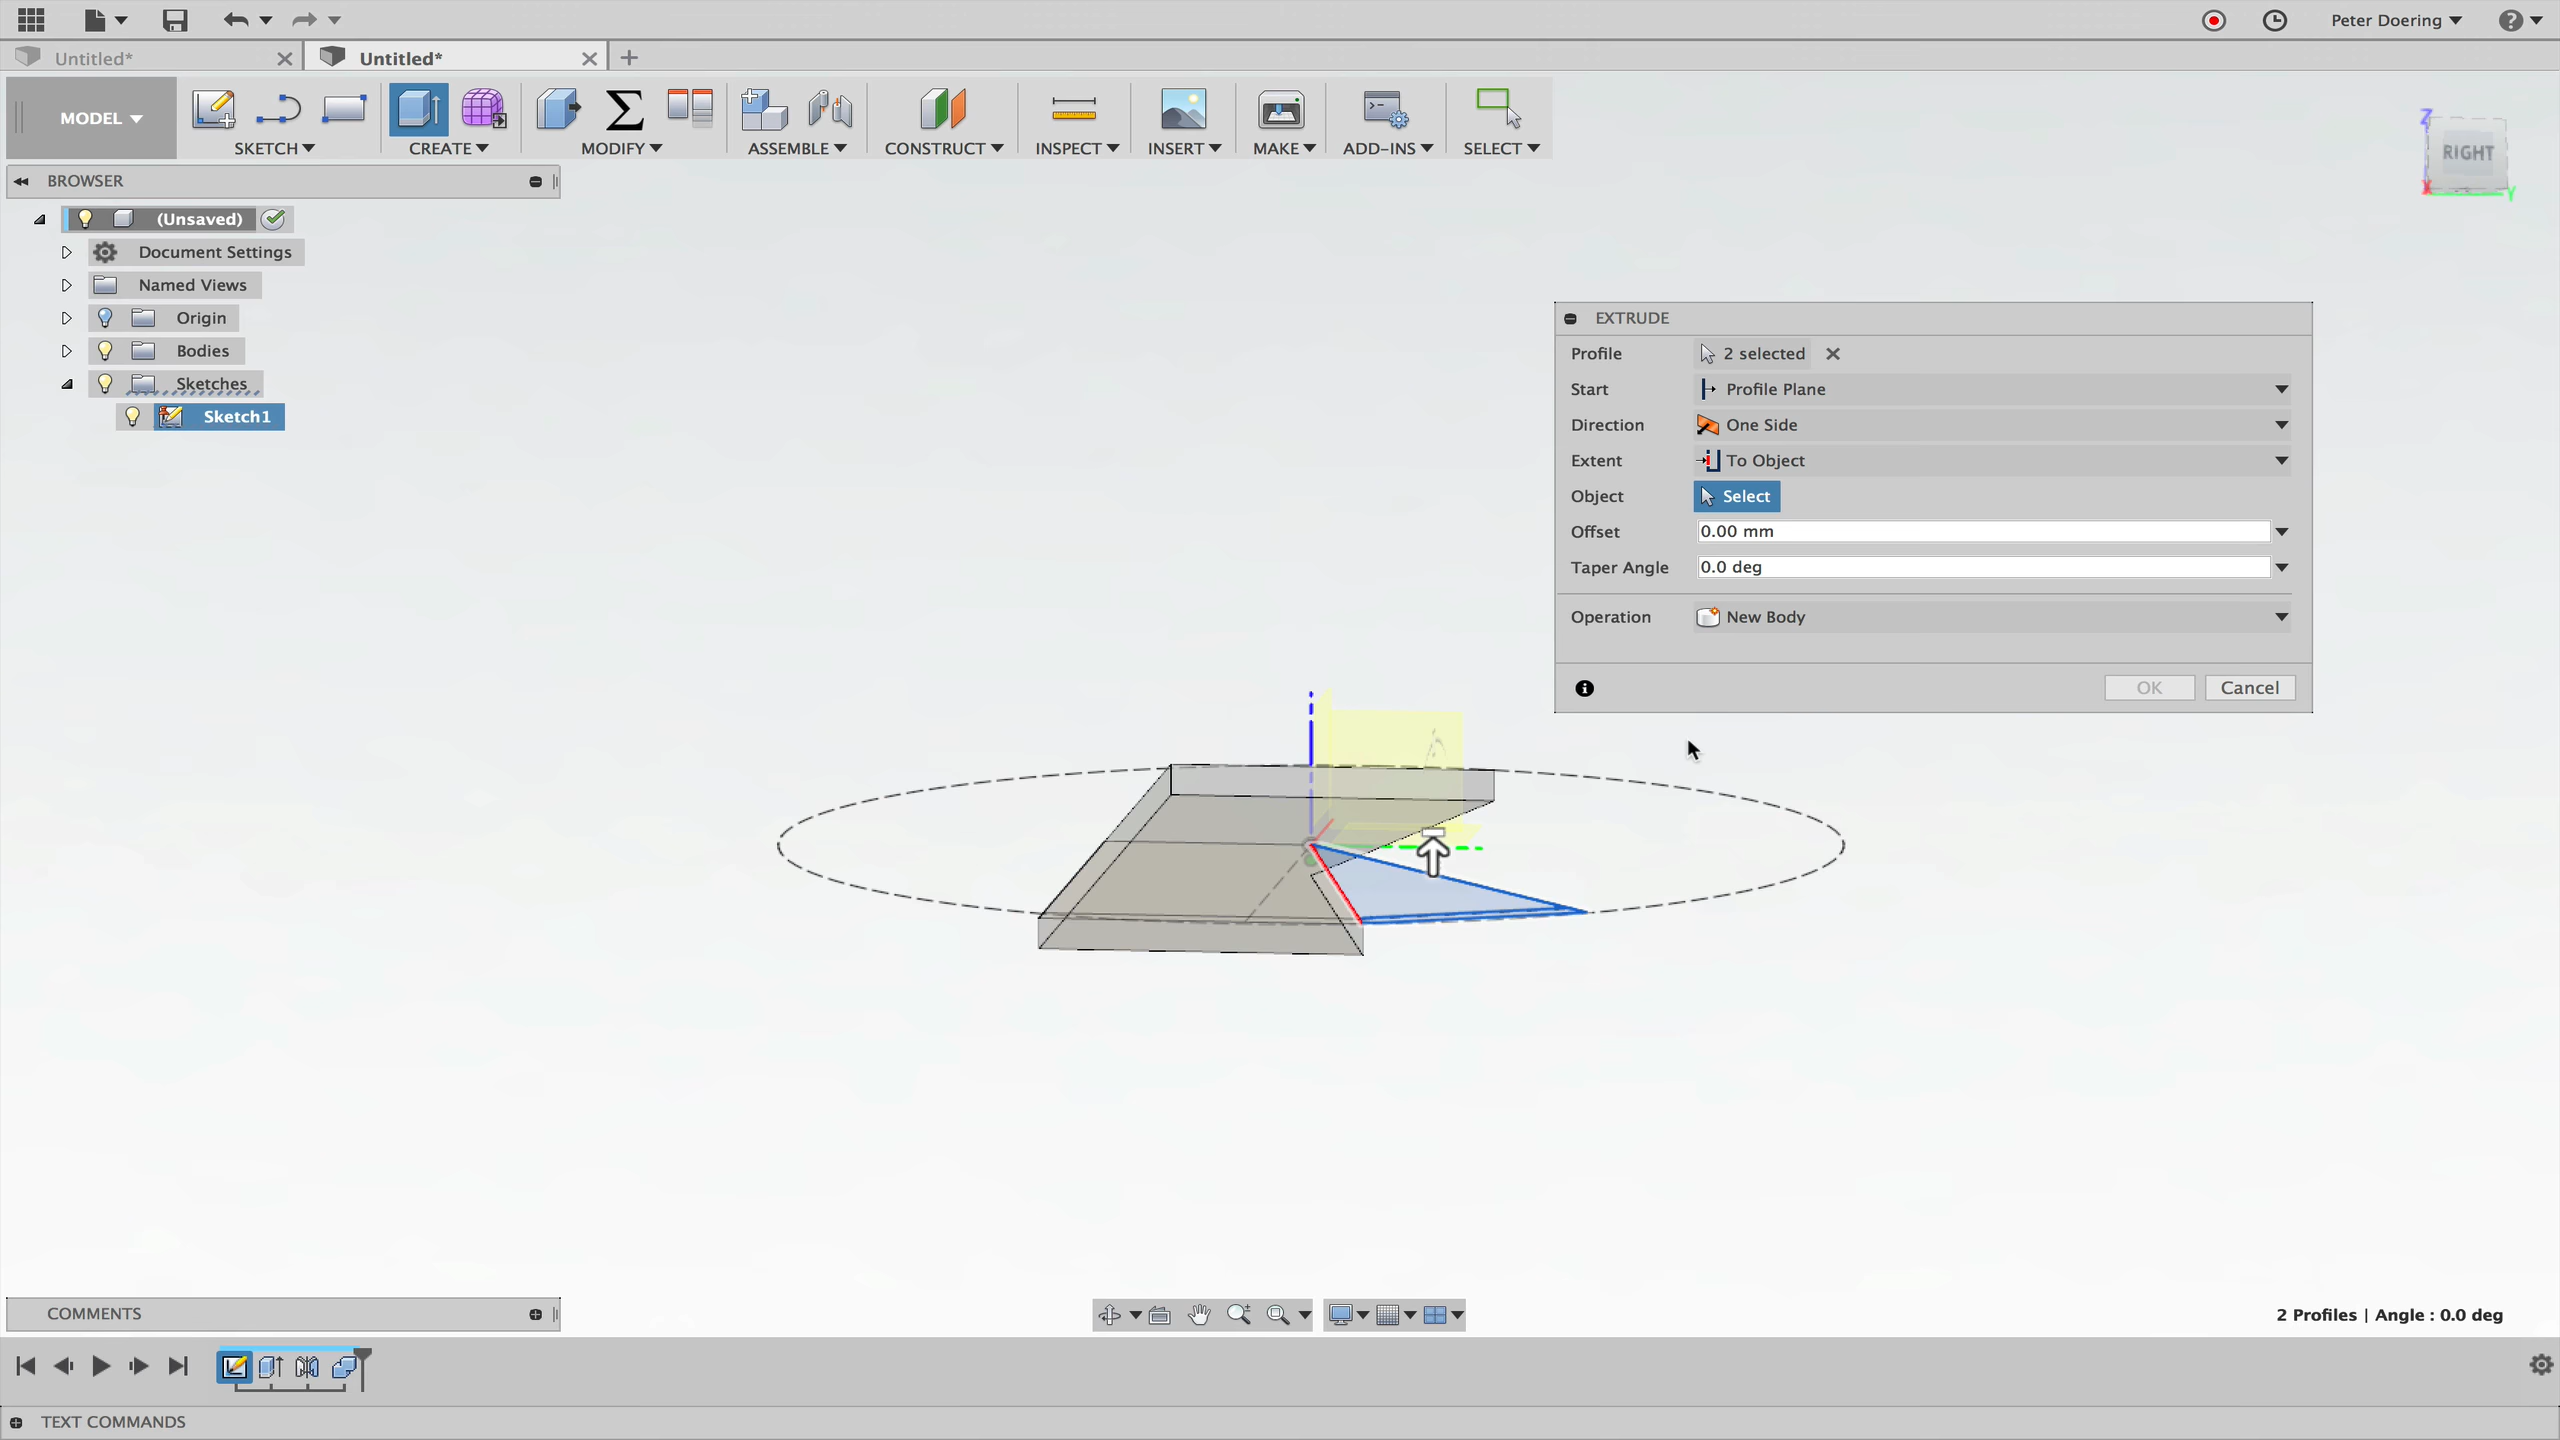 Peter Doering
Untitled*
Untitled*
MODEL
SKETCH
CREATE
MODIFY
ASSEMBLE
CONSTRUCT
INSPECT
INSERT
MAKE
ADD-INS
SELECT
Z
RIGHT
X
Y
BROWSER
(Unsaved)
Document Settings
Named Views
Origin
Bodies
Sketches
Sketch1
EXTRUDE
Profile 2 selected
Start Profile Plane
Direction One Side
Extent To Object
Object Select
Offset 0.00 mm
Taper Angle 0.0 deg
Operation New Body
OK Cancel
COMMENTS
2 Profiles | Angle : 0.0 deg
TEXT COMMANDS